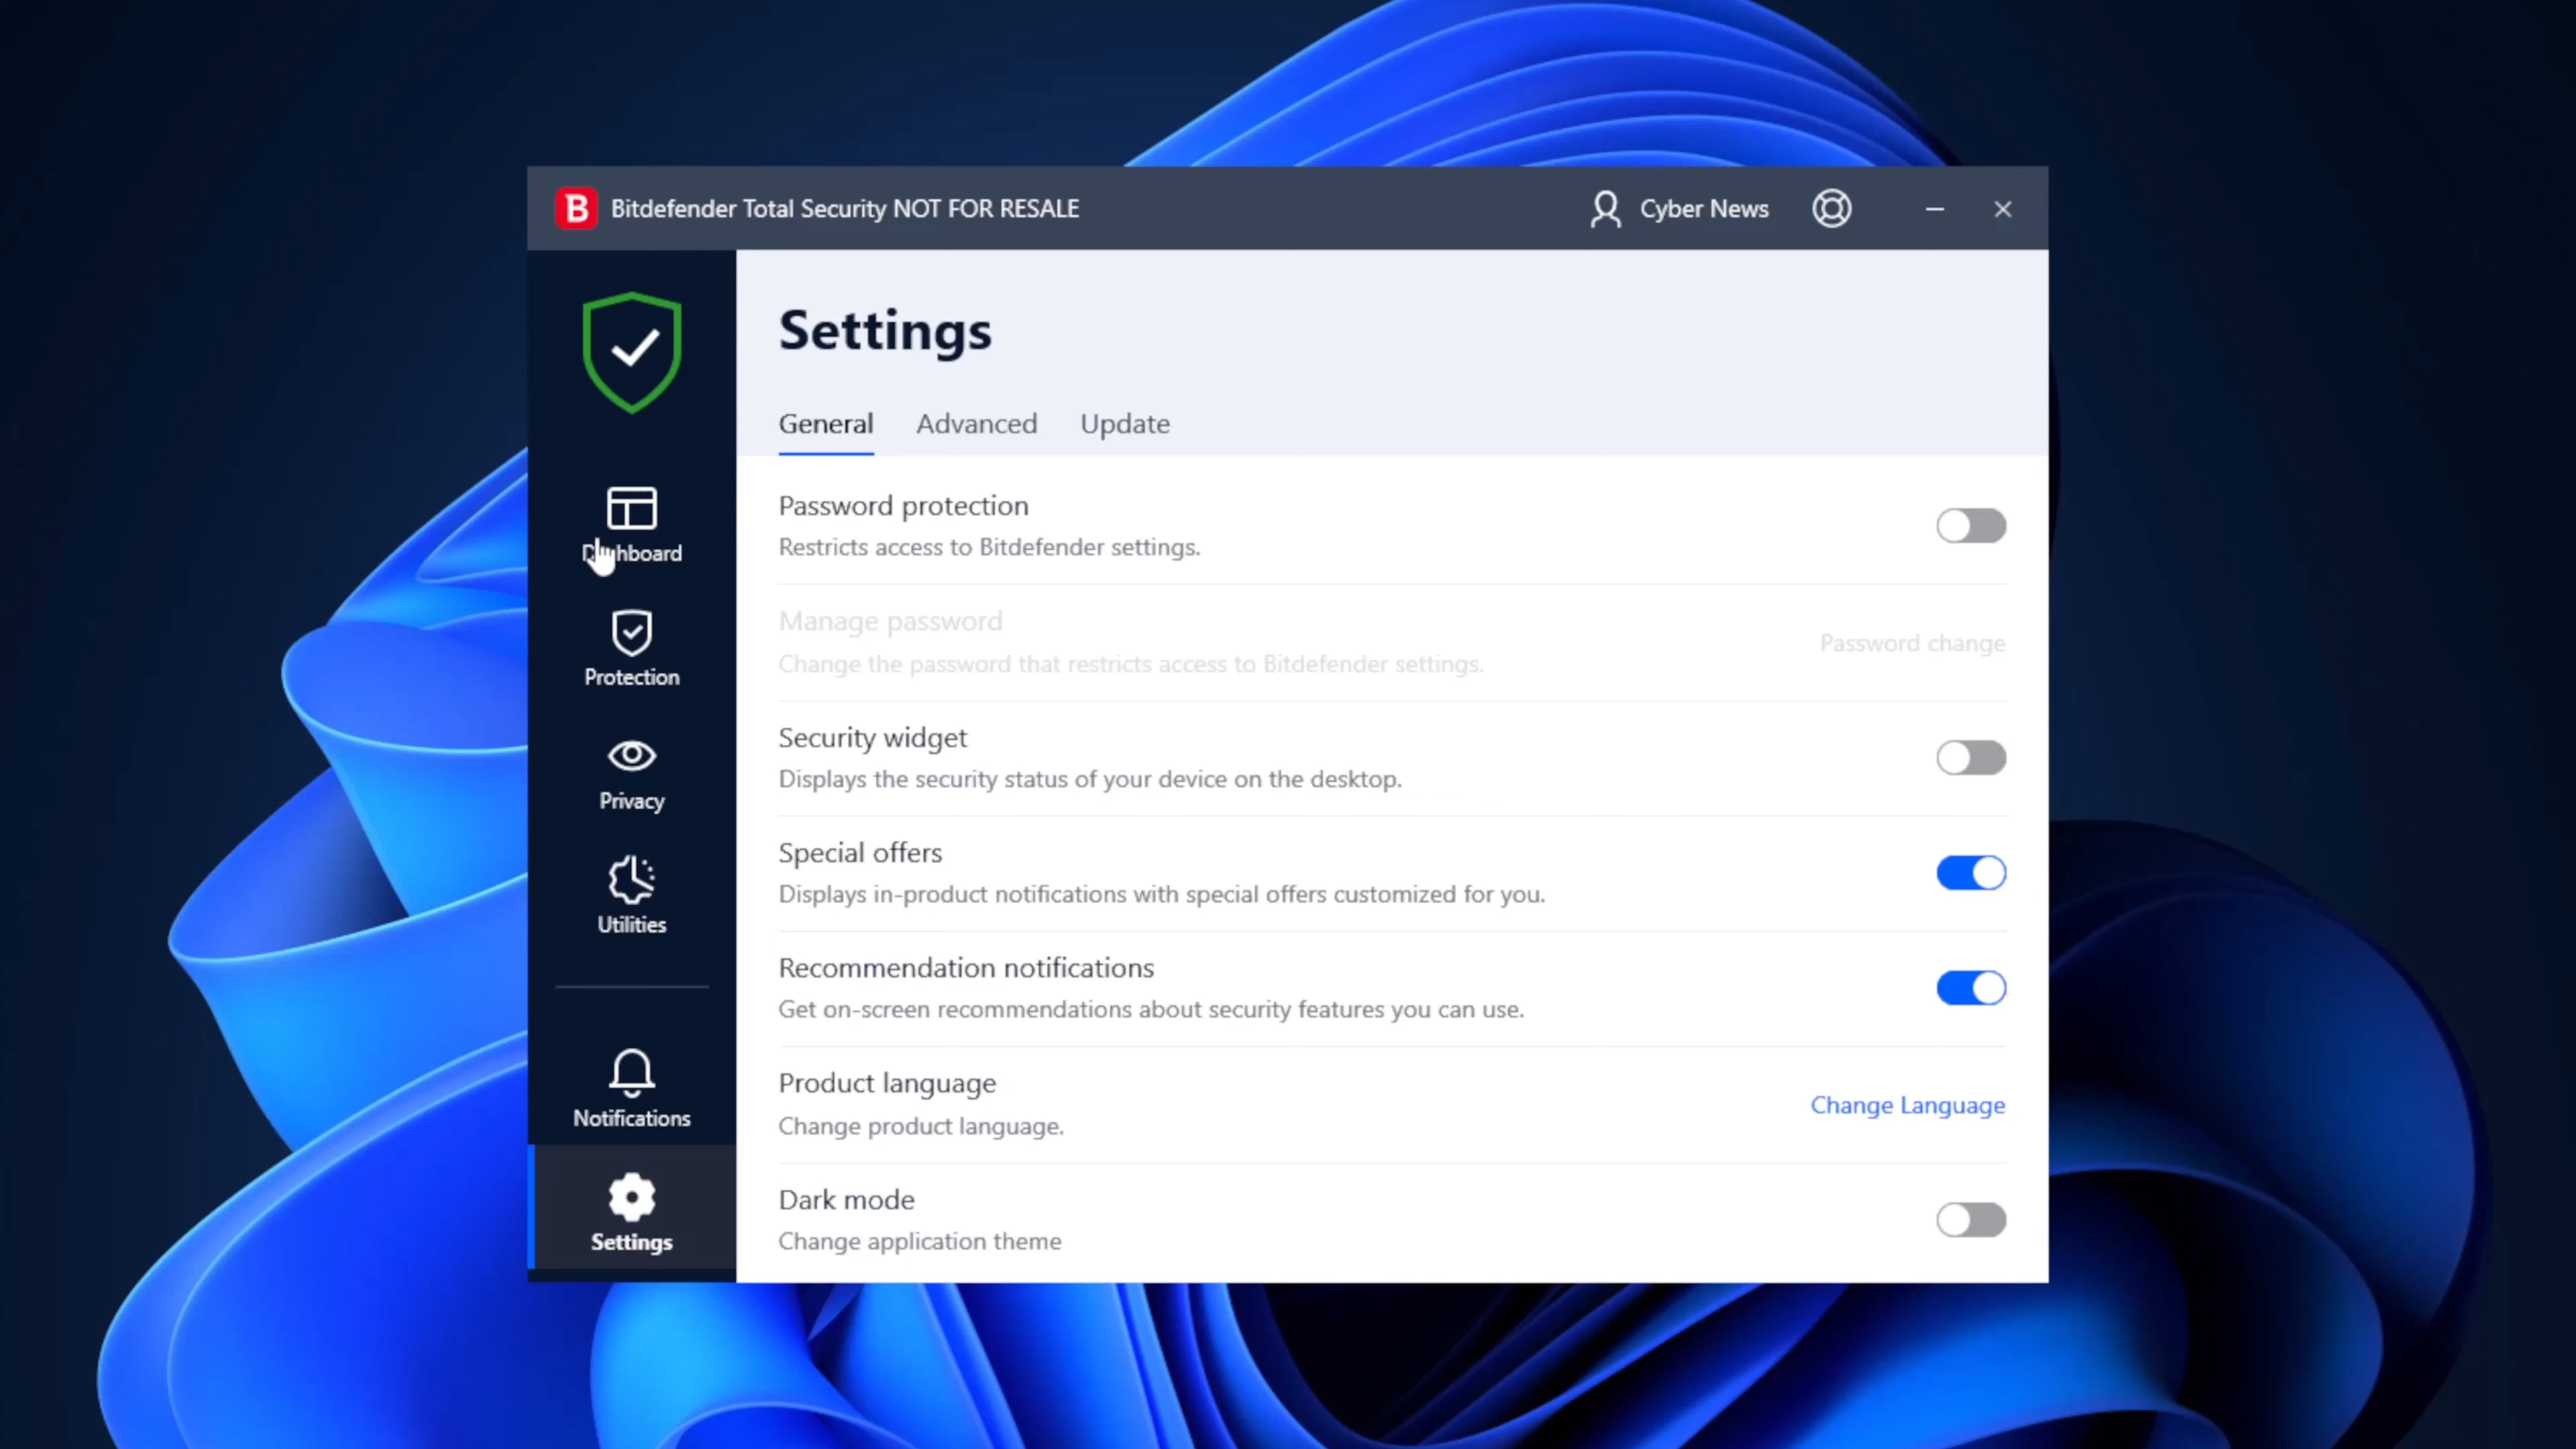 B Bitdefender Total Security NOT FOR RESALE
Cyber News
Settings
General Advanced Update
Dashboard
Protection
Privacy
Utilities
Notifications
Settings
Password protection
Restricts access to Bitdefender settings.
Manage password
Change the password that restricts access to Bitdefender settings.
Password change
Security widget
Displays the security status of your device on the desktop.
Special offers
Displays in-product notifications with special offers customized for you.
Recommendation notifications
Get on-screen recommendations about security features you can use.
Product language
Change product language.
Change Language
Dark mode
Change application theme